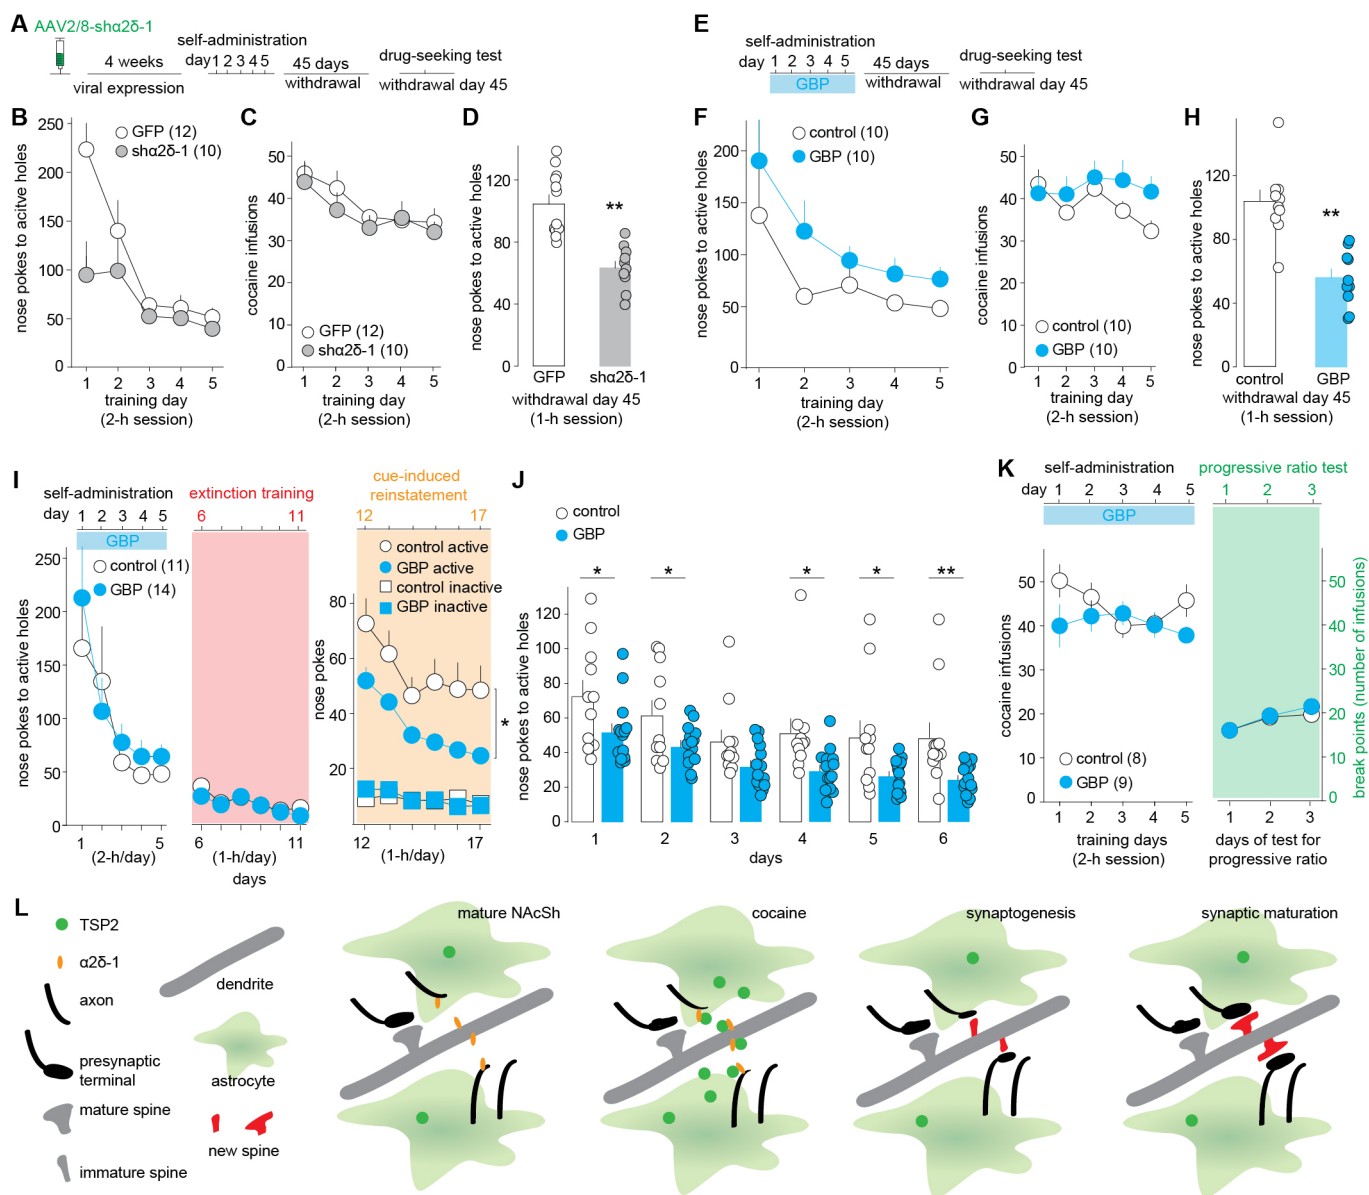 A
AAV2/8-shα2δ-1
4 weeks
viral expression
self-administration
day 1 2 3 4 5
45 days
withdrawal
drug-seeking test
withdrawal day 45
E
self-administration
day 1 2 3 4 5
GBP
45 days
withdrawal
drug-seeking test
withdrawal day 45
B
nose pokes to acitive holes
250
200
150
100
50
0
GFP (12)
shα2δ-1 (10)
1 2 3 4 5
training day
(2-h session)
C
cocaine infusions
50
40
30
20
10
0
GFP (12)
shα2δ-1 (10)
1 2 3 4 5
training day
(2-h session)
D
nose pokes to active holes
120
80
40
0
**
GFP shα2δ-1
withdrawal day 45
(1-h session)
F
nose pokes to active holes
200
150
100
50
0
control (10)
GBP (10)
1 2 3 4 5
training day
(2-h session)
G
cocaine infusions
50
40
30
20
10
0
control (10)
GBP (10)
1 2 3 4 5
training day
(2-h session)
H
nose pokes to active holes
120
80
40
0
**
control GBP
withdrawal day 45
(1-h session)
I
self-administration
day 1 2 3 4 5
GBP
control (11)
GBP (14)
nose pokes to active holes
250
200
150
100
50
0
1 5
(2-h/day)
extinction training
6 11
6 11
(1-h/day)
days
cue-induced
reinstatement
12 17
control active
GBP active
control inactive
GBP inactive
nose pokes
80
60
40
20
*
12 17
(1-h/day)
J
control
GBP
nose pokes to active holes
120
100
80
60
40
20
0
* * * * **
1 2 3 4 5 6
days
K
self-administration
day 1 2 3 4 5
GBP
cocaine infusions
50
40
30
20
10
0
control (8)
GBP (9)
1 2 3 4 5
training days
(2-h session)
progressive ratio test
1 2 3
50
40
30
20
10
0
break points (number of infusions)
1 2 3
days of test for
progressive ratio
L
TSP2
α2δ-1
axon
presynaptic
terminal
mature spine
immature spine
dendrite
astrocyte
new spine
mature NAcSh
cocaine
synaptogenesis
synaptic maturation